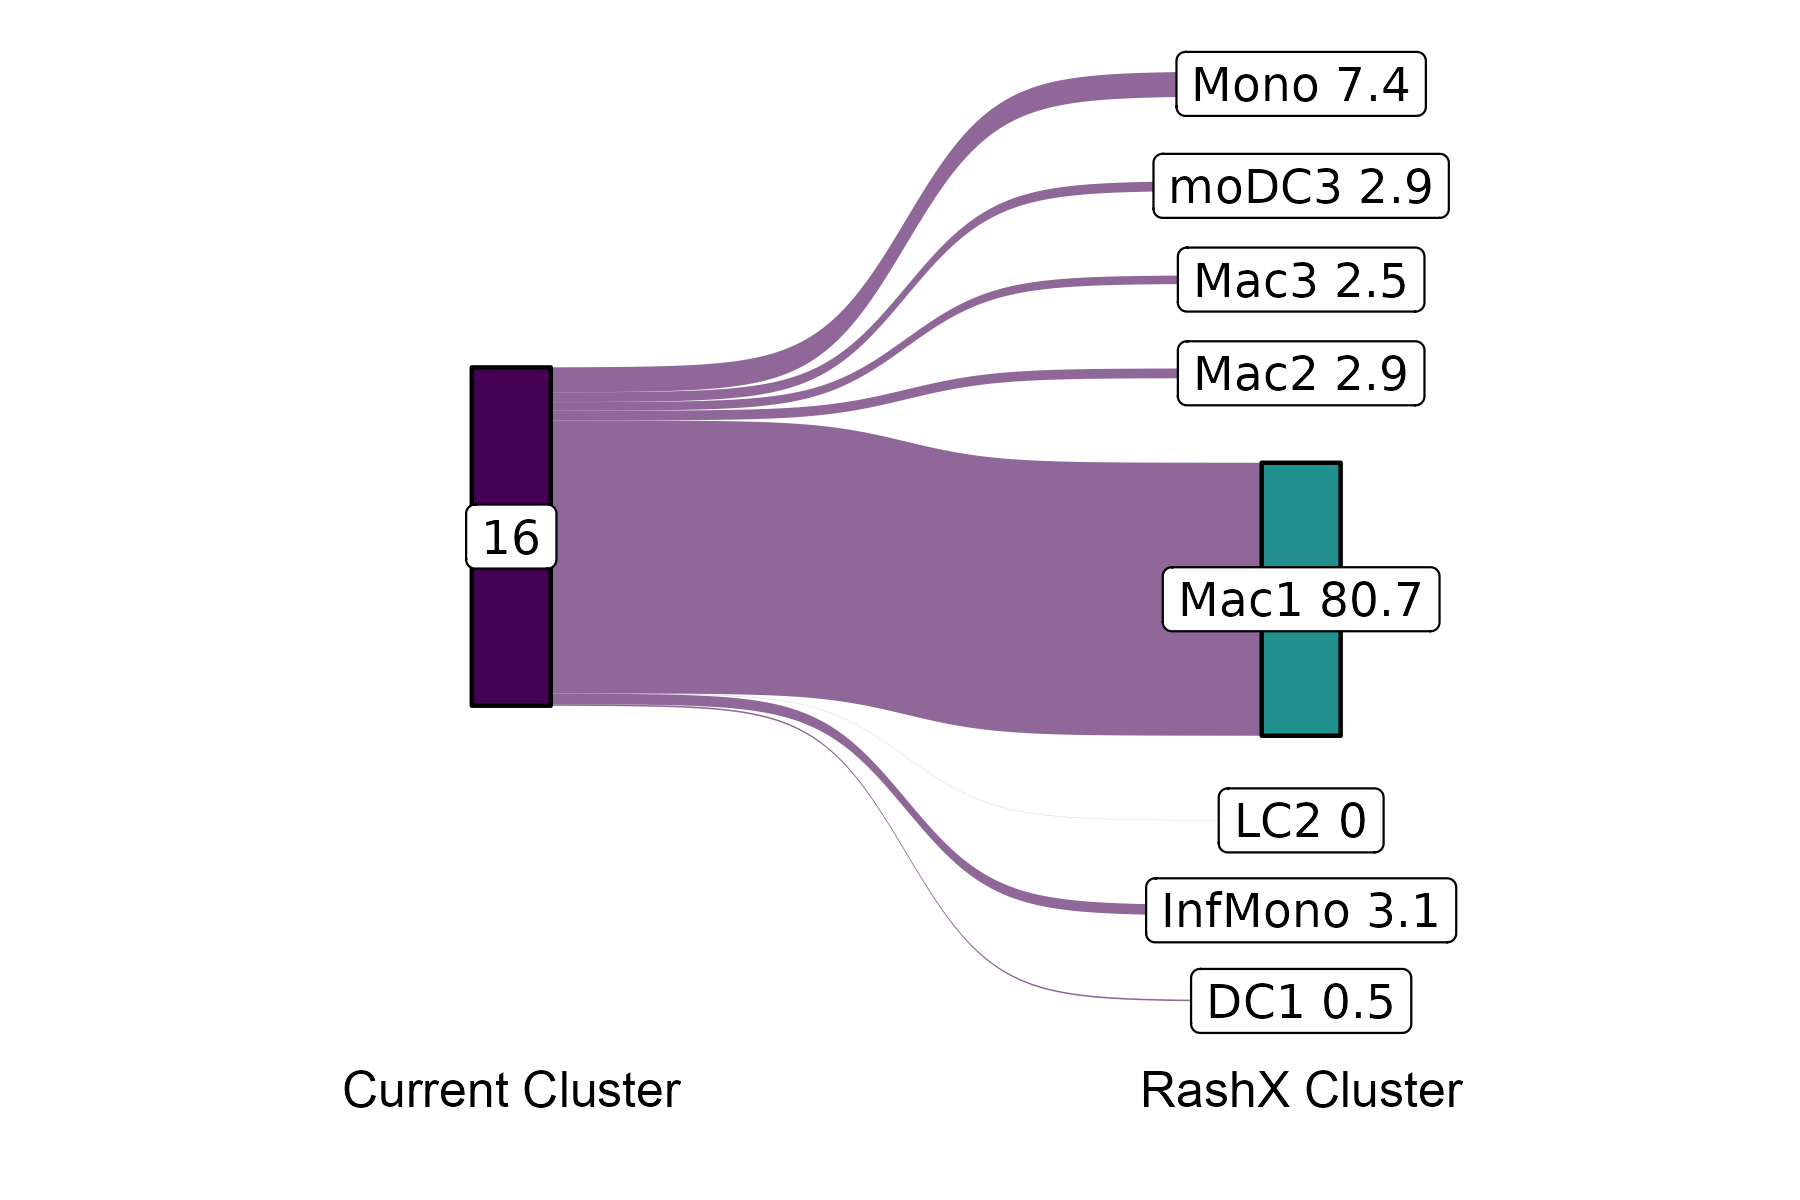 Mono 7.4
moDC3 2.9
Mac3 2.5
Mac2 2.9
16
Mac1 80.7
LC2 0
InfMono 3.1
DC1 0.5
Current Cluster
RashX Cluster